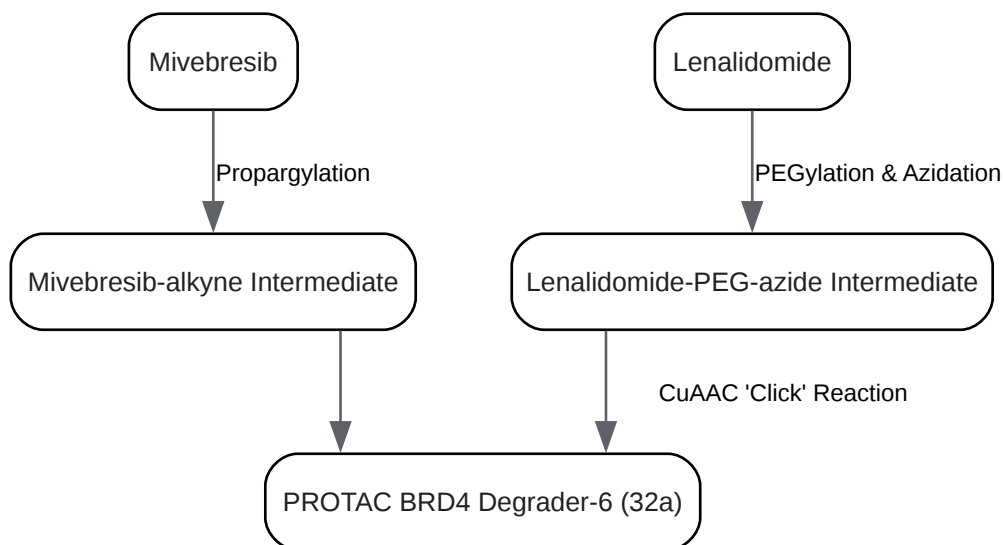 Mivebresib
Lenalidomide
Propargylation
PEGylation & Azidation
Mivebresib-alkyne Intermediate
Lenalidomide-PEG-azide Intermediate
CuAAC 'Click' Reaction
PROTAC BRD4 Degrader-6 (32a)